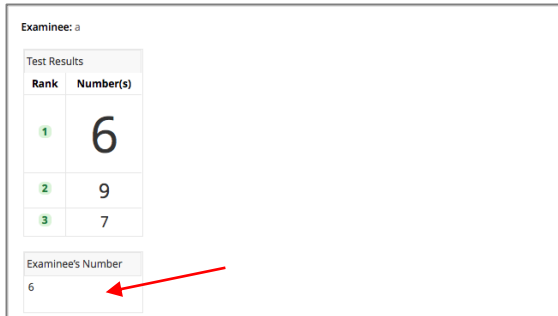 Examinee: a
Test Results
Rank Number(s)
1 6
2 9
3 7
Examinee's Number
6